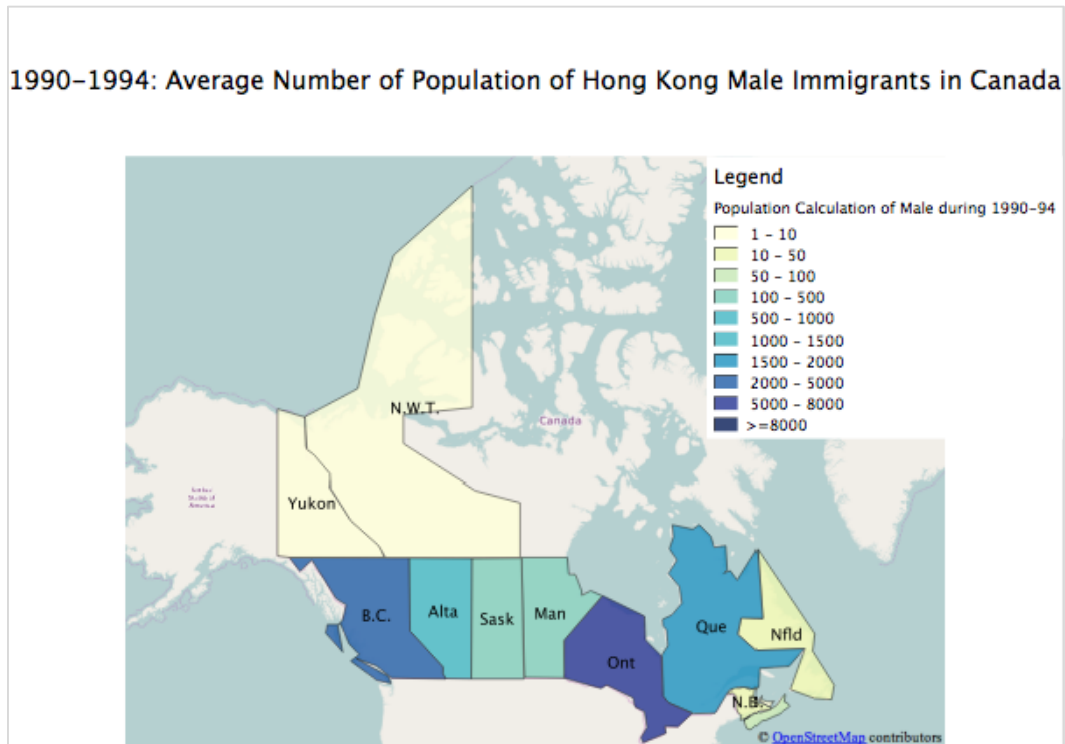 1990-1994: Average Number of Population of Hong Kong Male Immigrants in Canada
Legend
Population Calculation of Male during 1990-94
1 - 10
10 - 50
50 - 100
100 - 500
500 - 1000
1000 - 1500
1500 - 2000
2000 - 5000
5000 - 8000
>=8000
N.W.T.
Canada
Yukon
B.C.
Alta
Sask
Man
Ont
Que
Nfld
N.B.
© OpenStreetMap contributors